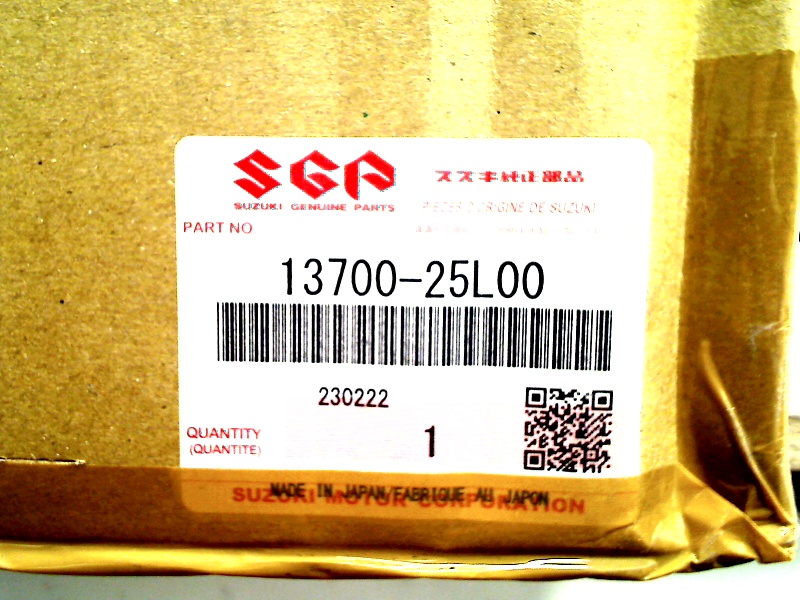 SGP
SUZUKI GENUINE PARTS
スズキ純正部品
PIECES D'ORIGINE DE SUZUKI
PART NO
13700-25L00
230222
QUANTITY
(QUANTITE)
1
MADE IN JAPAN/FABRIQUE AU JAPON
SUZUKI MOTOR CORPORATION